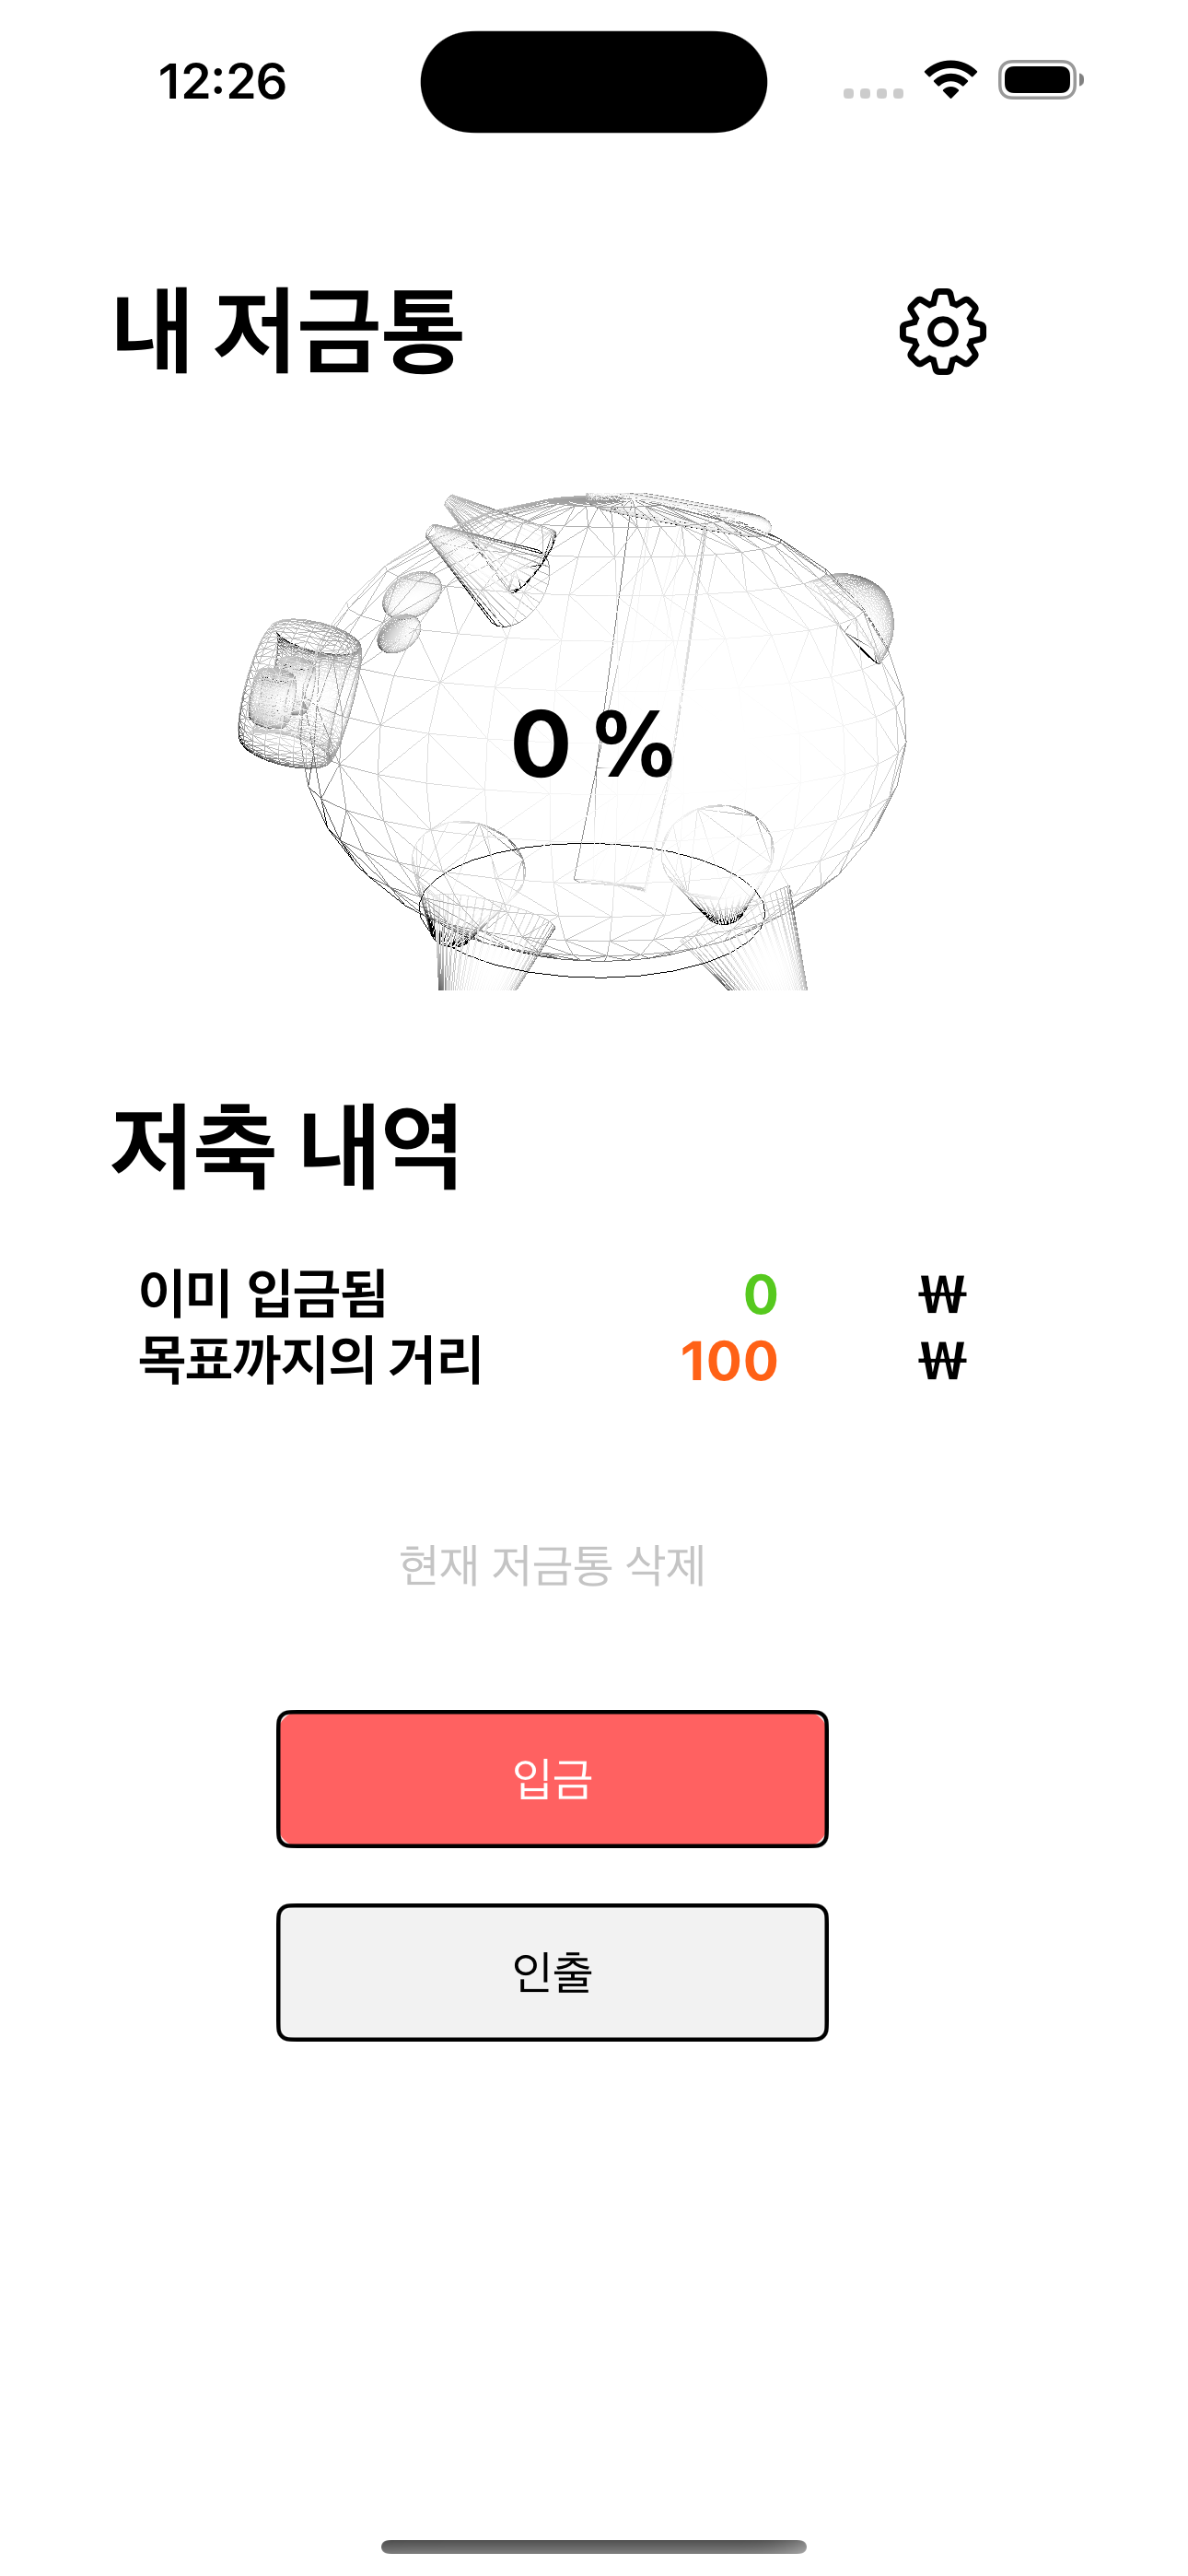 12:26
내 저금통
0 %
저축 내역
이미 입금됨 0 ₩
목표까지의 거리 100 ₩
현재 저금통 삭제
입금
인출